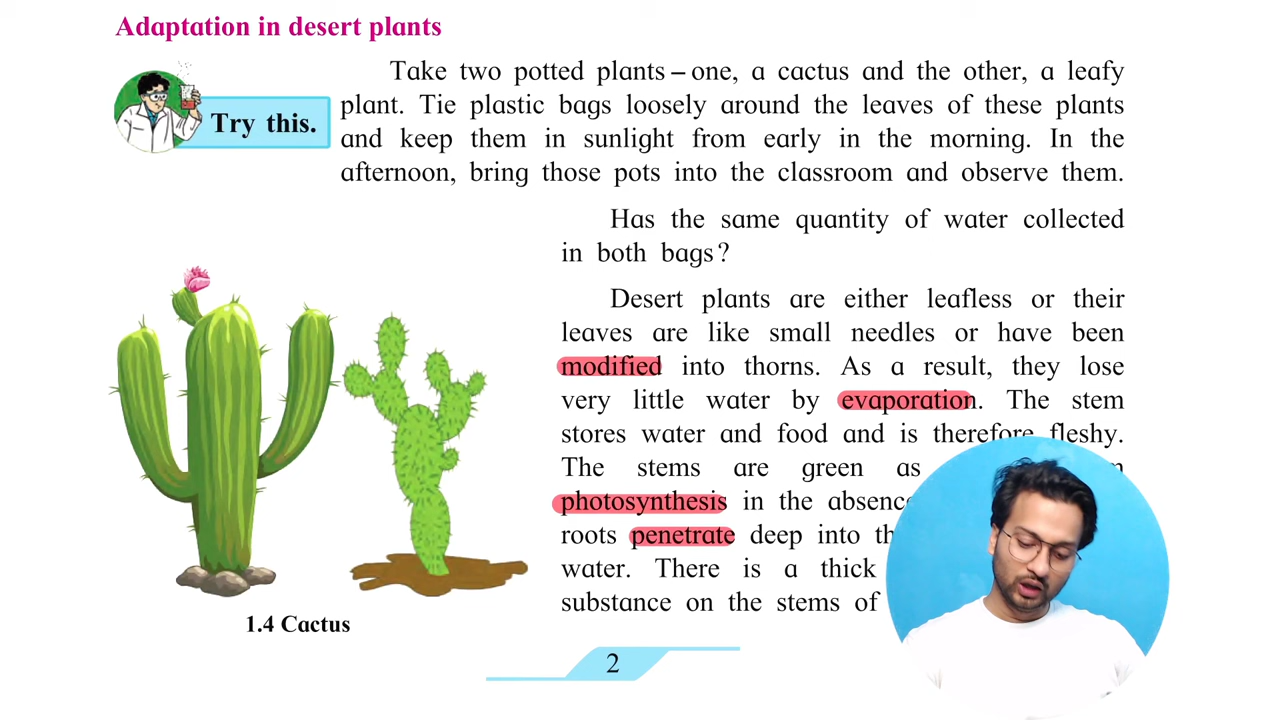 Adaptation in desert plants
Try this.
Take two potted plants – one, a cactus and the other, a leafy
plant. Tie plastic bags loosely around the leaves of these plants
and keep them in sunlight from early in the morning. In the
afternoon, bring those pots into the classroom and observe them.
Has the same quantity of water collected
in both bags?
Desert plants are either leafless or their
leaves are like small needles or have been
modified into thorns. As a result, they lose
very little water by evaporation. The stem
stores water and food and is therefore fleshy.
The stems are green as
photosynthesis in the
roots penetrate deep into
water. There is a thick
substance on the stems of
1.4 Cactus
2